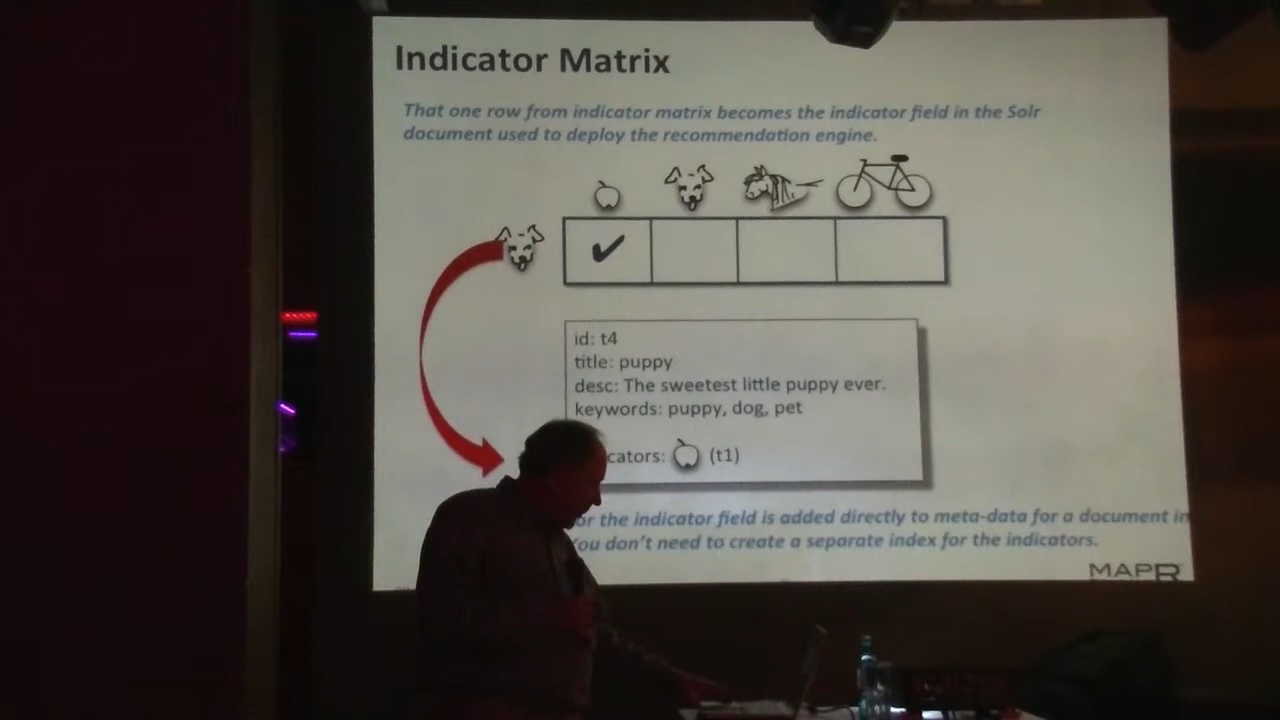 Indicator Matrix
That one row from indicator matrix becomes the indicator field in the Solr
document used to deploy the recommendation engine.
id: t4
title: puppy
desc: The sweetest little puppy ever.
keywords: puppy, dog, pet
cators: (t1)
or the indicator field is added directly to meta-data for a document in
You don't need to create a separate index for the indicators.
MAPR